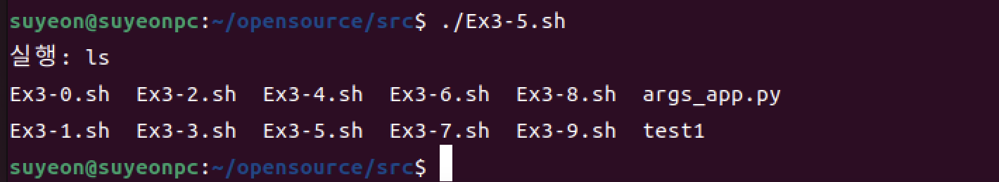 suyeon@suyeonpc:~/opensource/src$ ./Ex3-5.sh
실행: ls
Ex3-0.sh  Ex3-2.sh  Ex3-4.sh  Ex3-6.sh  Ex3-8.sh  args_app.py
Ex3-1.sh  Ex3-3.sh  Ex3-5.sh  Ex3-7.sh  Ex3-9.sh  test1
suyeon@suyeonpc:~/opensource/src$